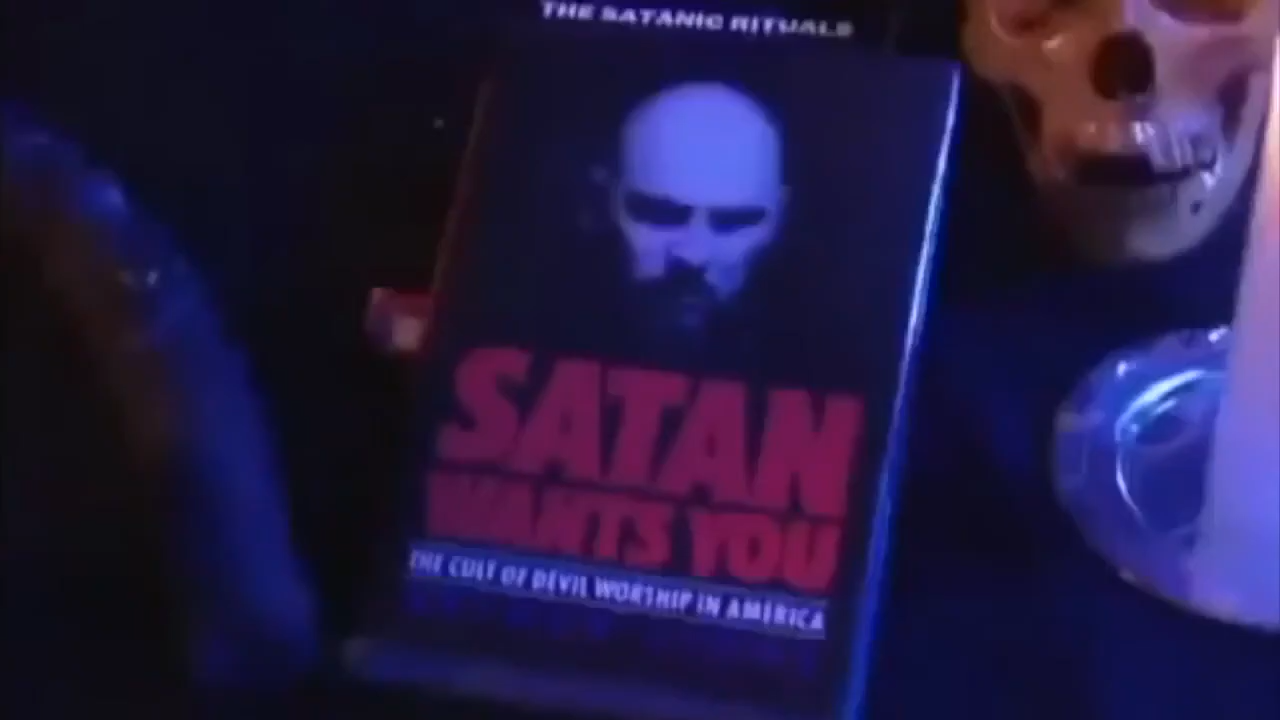 THE SATANIC RITUALS
SATAN
WANTS YOU
THE CULT OF DEVIL WORSHIP IN AMERICA